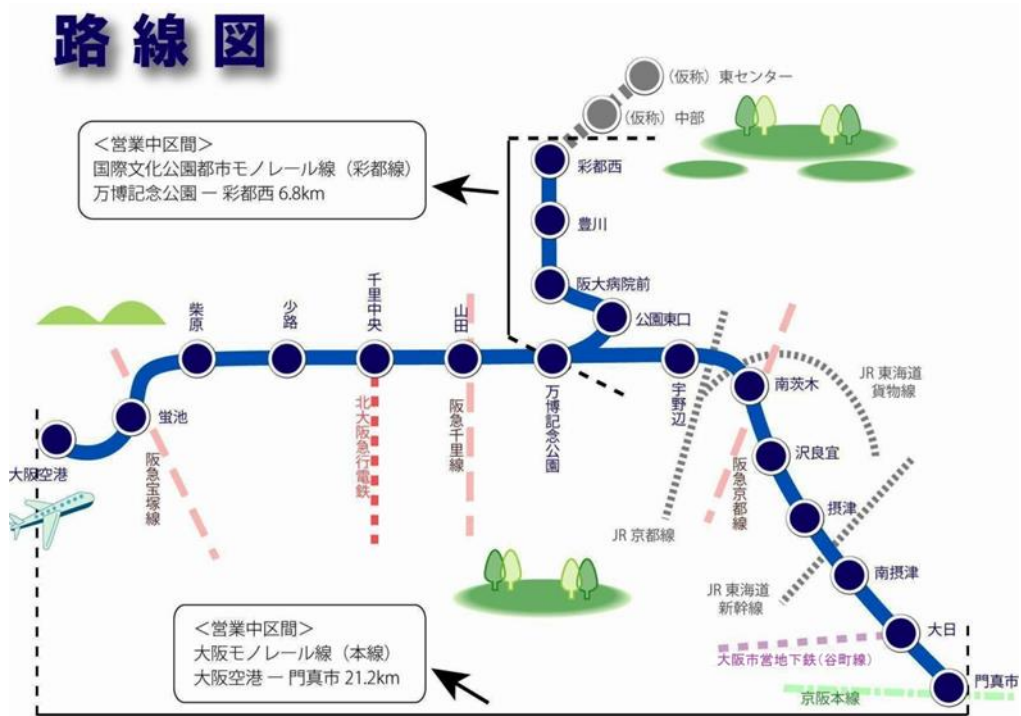 路線図
(仮称)東センター
(仮称)中部
<営業中区間>
国際文化公園都市モノレール線(彩都線)
万博記念公園 ー 彩都西 6.8km
彩都西
豊川
阪大病院前
公園東口
柴原
少路
千里中央
山田
万博記念公園
宇野辺
南茨木
JR 東海道
貨物線
蛍池
大阪空港
阪急宝塚線
北大阪急行電鉄
阪急千里線
沢良宜
阪急京都線
JR 京都線
摂津
南摂津
JR 東海道
新幹線
<営業中区間>
大阪モノレール線(本線)
大阪空港 ー 門真市 21.2km
大日
大阪市営地下鉄(谷町線)
門真市
京阪本線